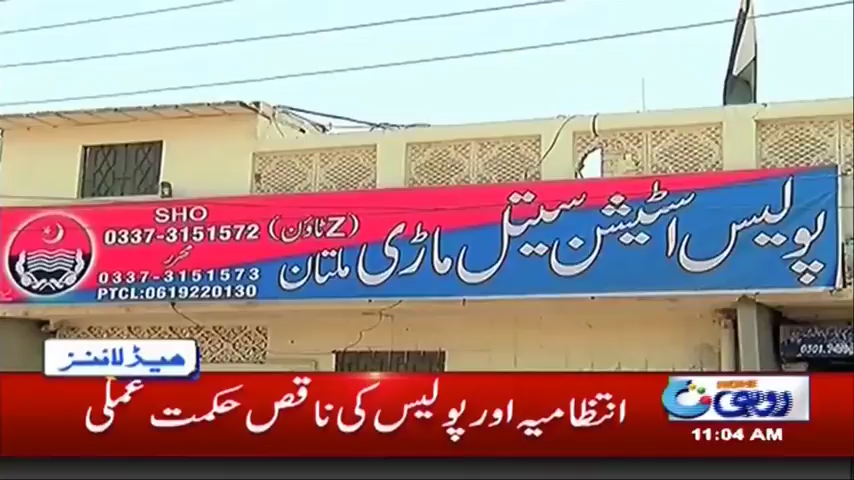 پولیس اسٹیشن سیتل ماڑی ملتان
(Z ٹاؤن)
SHO
0337-3151572
محرر
0337-3151573
PTCL:0619220130
ہیڈلائنز
انتظامیہ اور پولیس کی ناقص حکمت عملی
روہی
11:04 AM